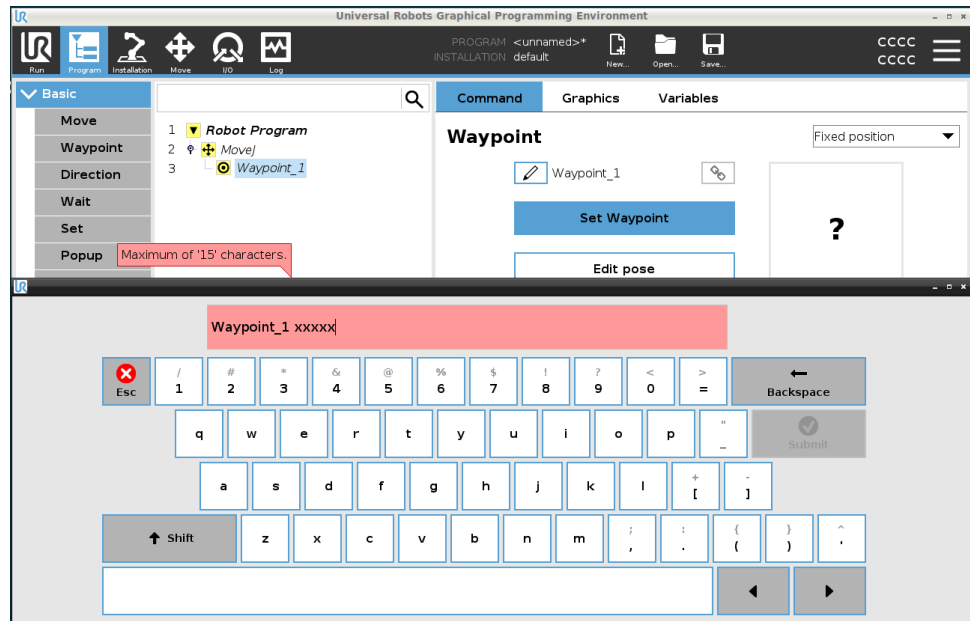 UR
Universal Robots Graphical Programming Environment
UR
Run
Program
Installation
Move
I/O
Log
PROGRAM <unnamed>*
INSTALLATION default
New...
Open...
Save...
CCCC
CCCC
Basic
Move
Waypoint
Direction
Wait
Set
Popup
1 Robot Program
2 MoveJ
3 Waypoint_1
Command Graphics Variables
Waypoint
Fixed position
Waypoint_1
Set Waypoint
?
Edit pose
Maximum of '15' characters.
UR
Waypoint_1 xxxxx
Esc
/ # * & @ % $ ! ? < >
1 2 3 4 5 6 7 8 9 0 =
Backspace
q w e r t y u i o p " _
Submit
a s d f g h j k l + [ - ]
Shift
z x c v b n m ; , : . { ( } ) ^ '